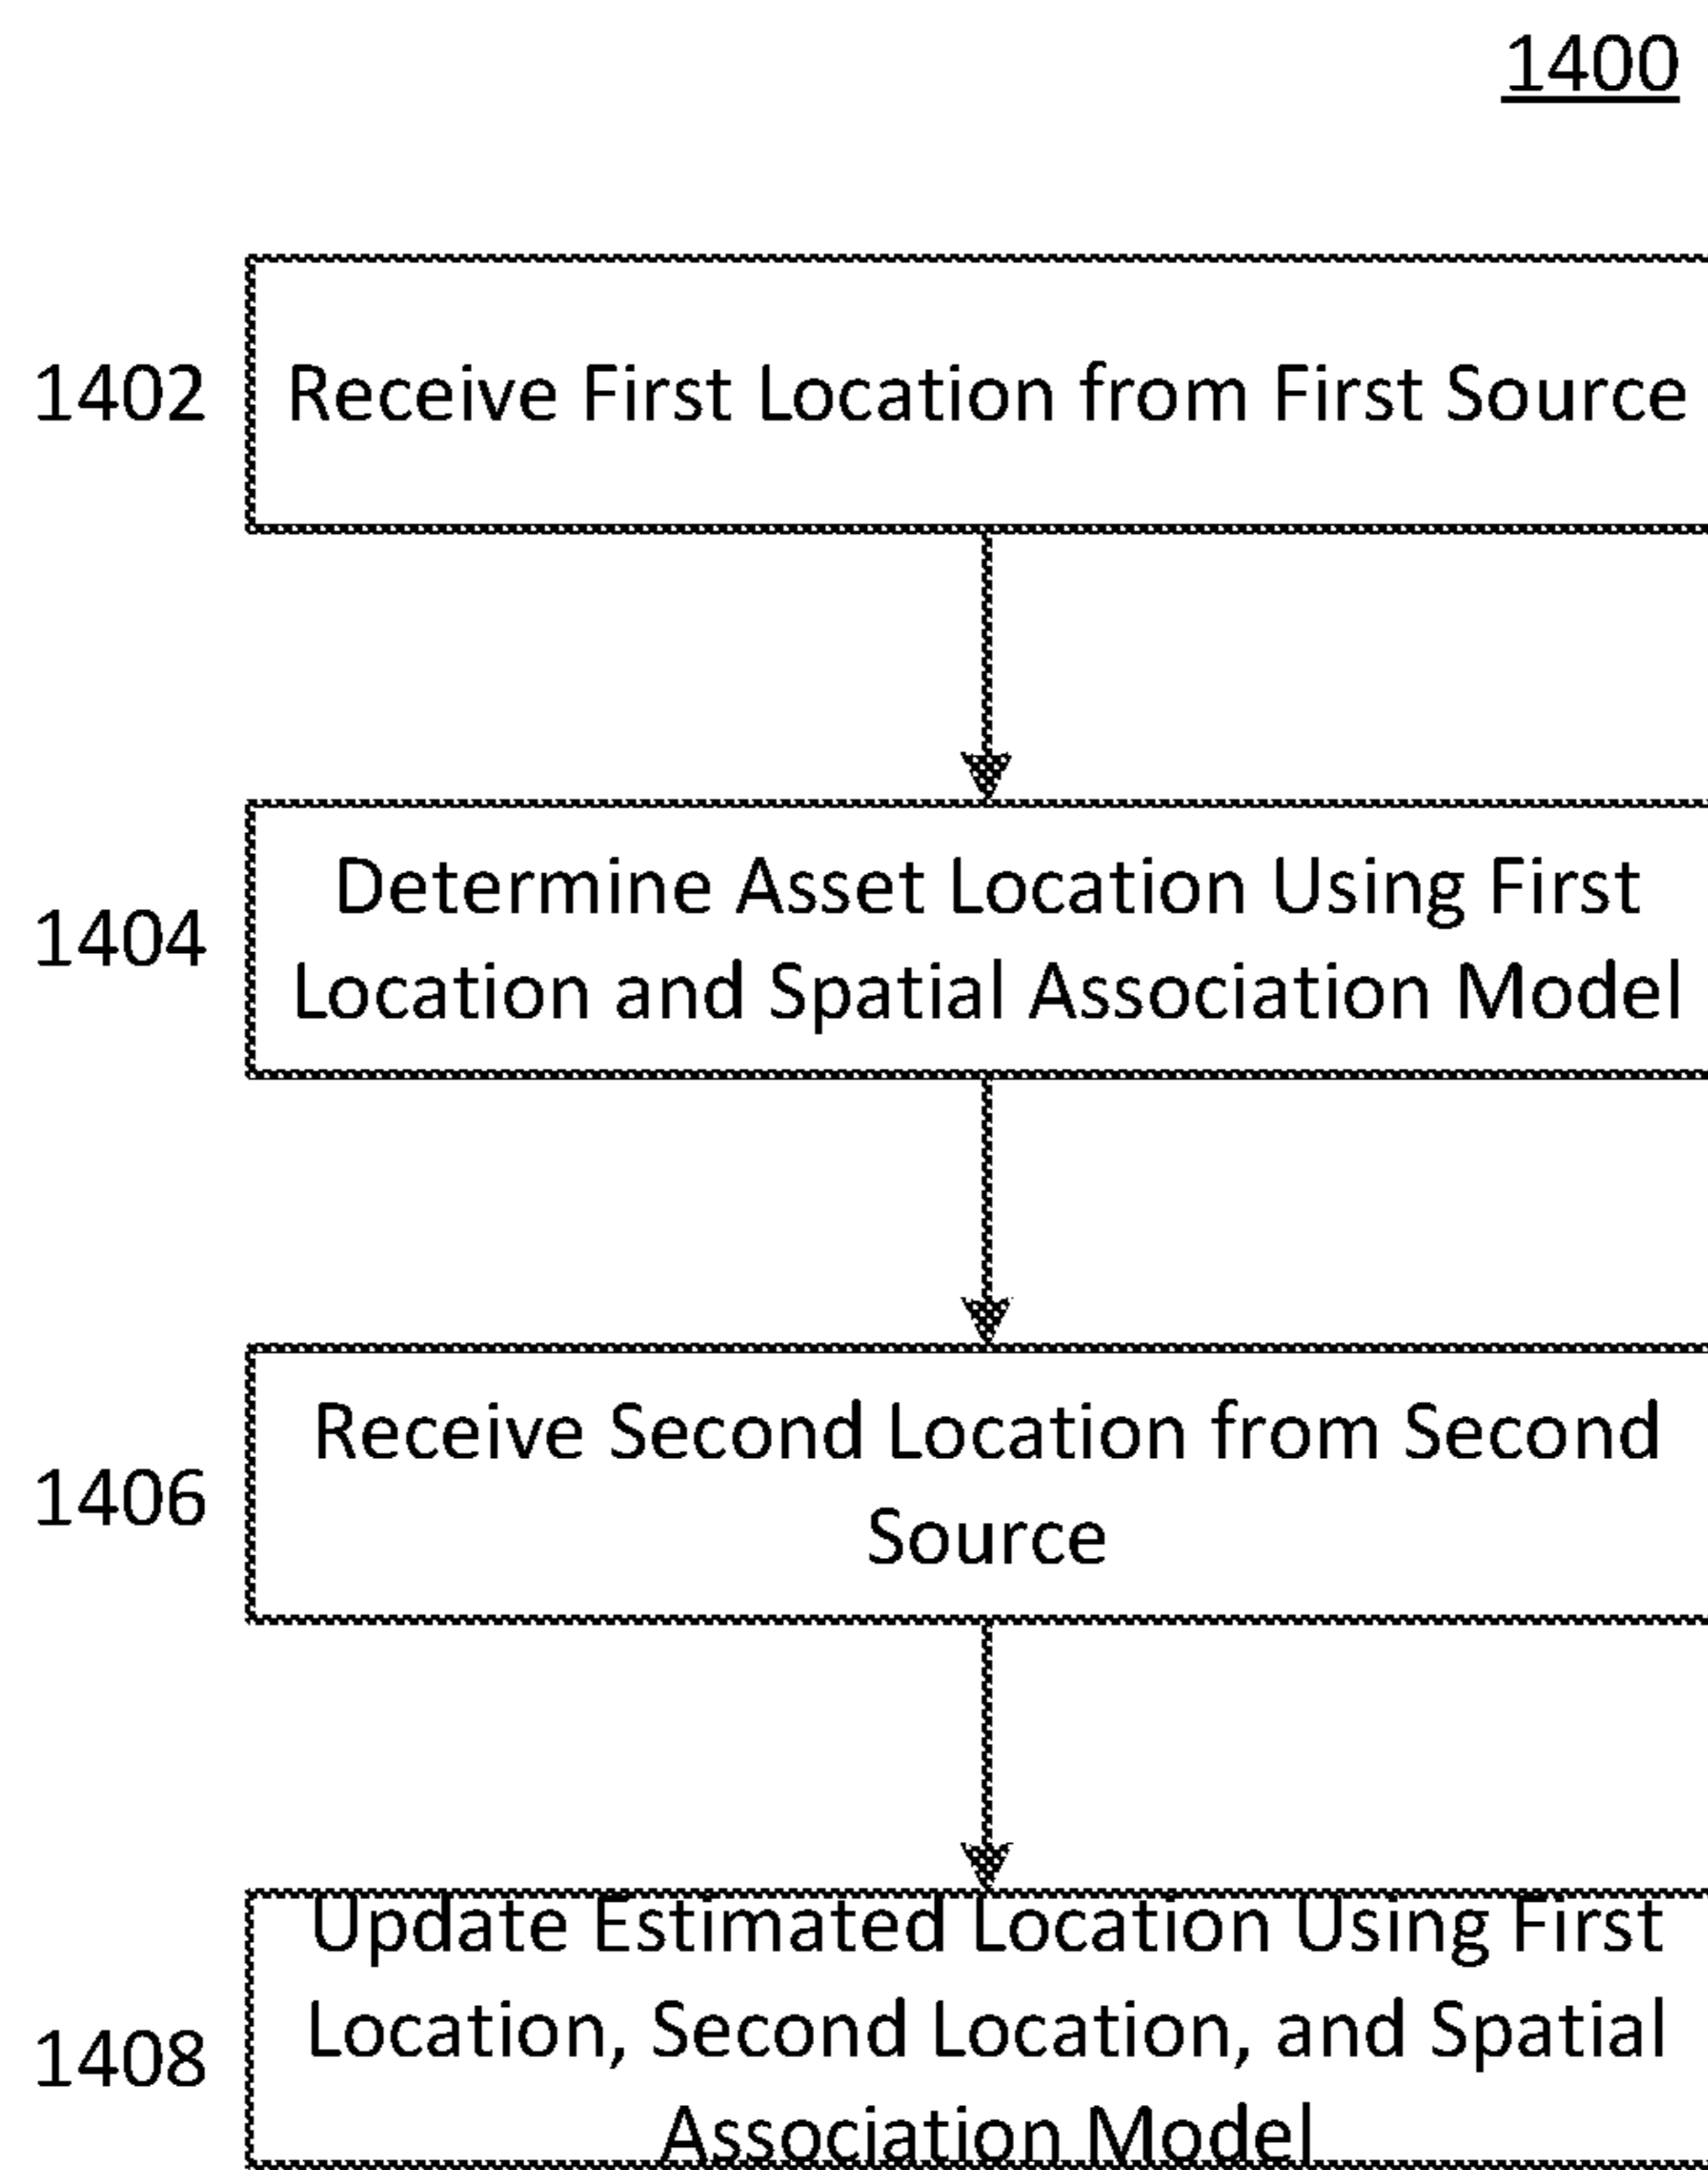 1400
1402
Receive First Location from First Source
1404
Determine Asset Location Using First
Location and Spatial Association Model
1406
Receive Second Location from Second
Source
1408
Update Estimated Location Using First
Location, Second Location, and Spatial
Association Model